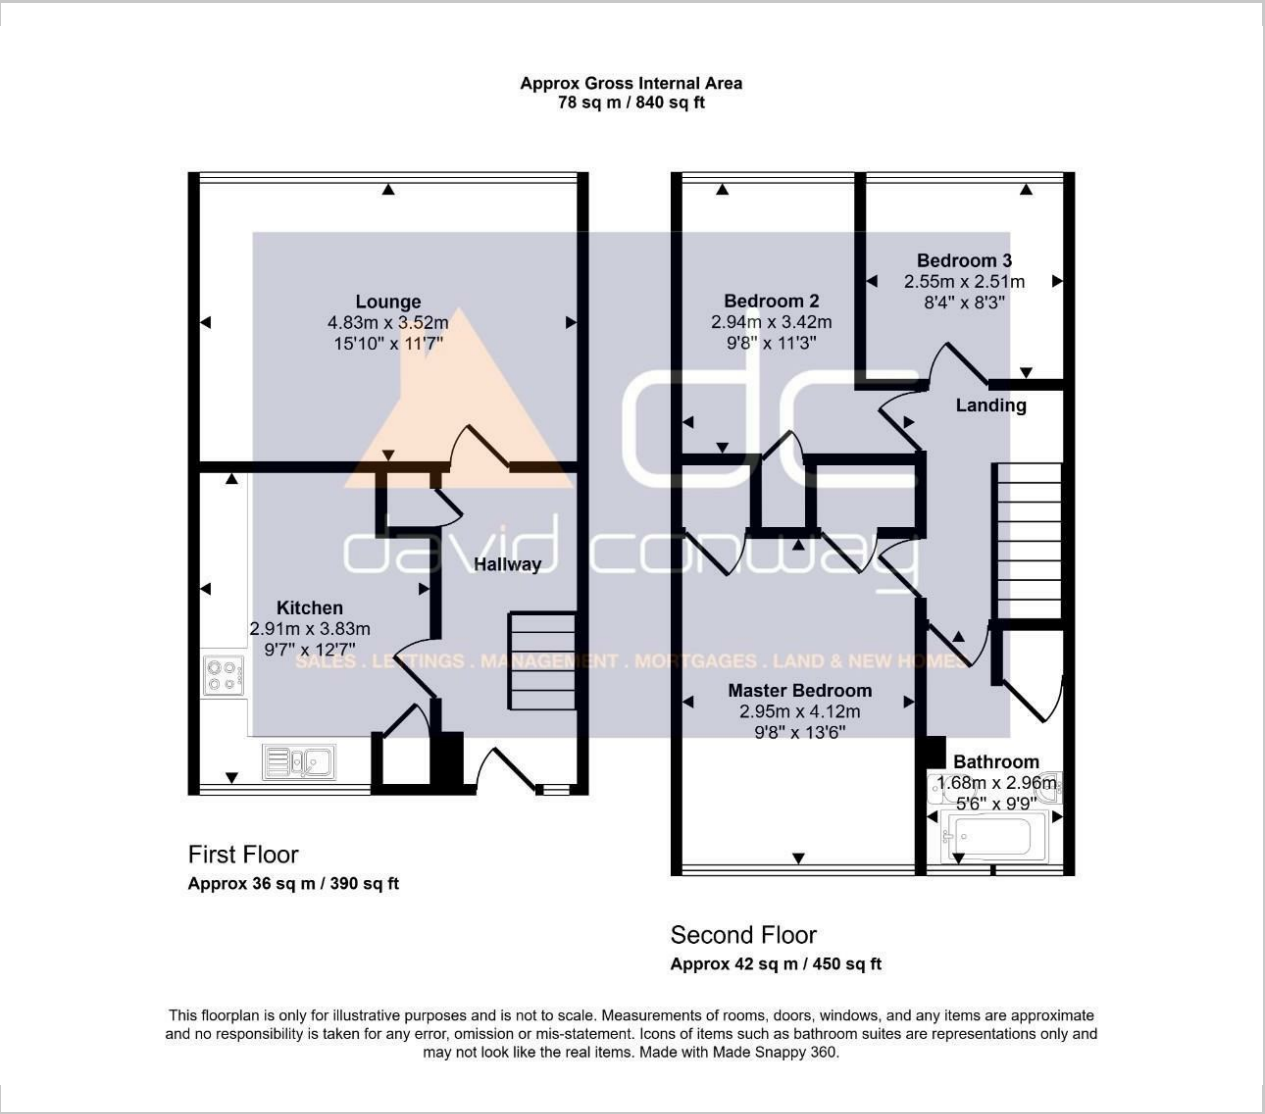 Approx Gross Internal Area
78 sq m / 840 sq ft
Lounge
4.83m x 3.52m
15'10" x 11'7"
Kitchen
2.91m x 3.83m
9'7" x 12'7"
Hallway
First Floor
Approx 36 sq m / 390 sq ft
Bedroom 2
2.94m x 3.42m
9'8" x 11'3"
Bedroom 3
2.55m x 2.51m
8'4" x 8'3"
Landing
Master Bedroom
2.95m x 4.12m
9'8" x 13'6"
Bathroom
1.68m x 2.96m
5'6" x 9'9"
Second Floor
Approx 42 sq m / 450 sq ft
dc
david conway
SALES . LETTINGS . MANAGEMENT . MORTGAGES . LAND & NEW HOMES
This floorplan is only for illustrative purposes and is not to scale. Measurements of rooms, doors, windows, and any items are approximate
and no responsibility is taken for any error, omission or mis-statement. Icons of items such as bathroom suites are representations only and
may not look like the real items. Made with Made Snappy 360.